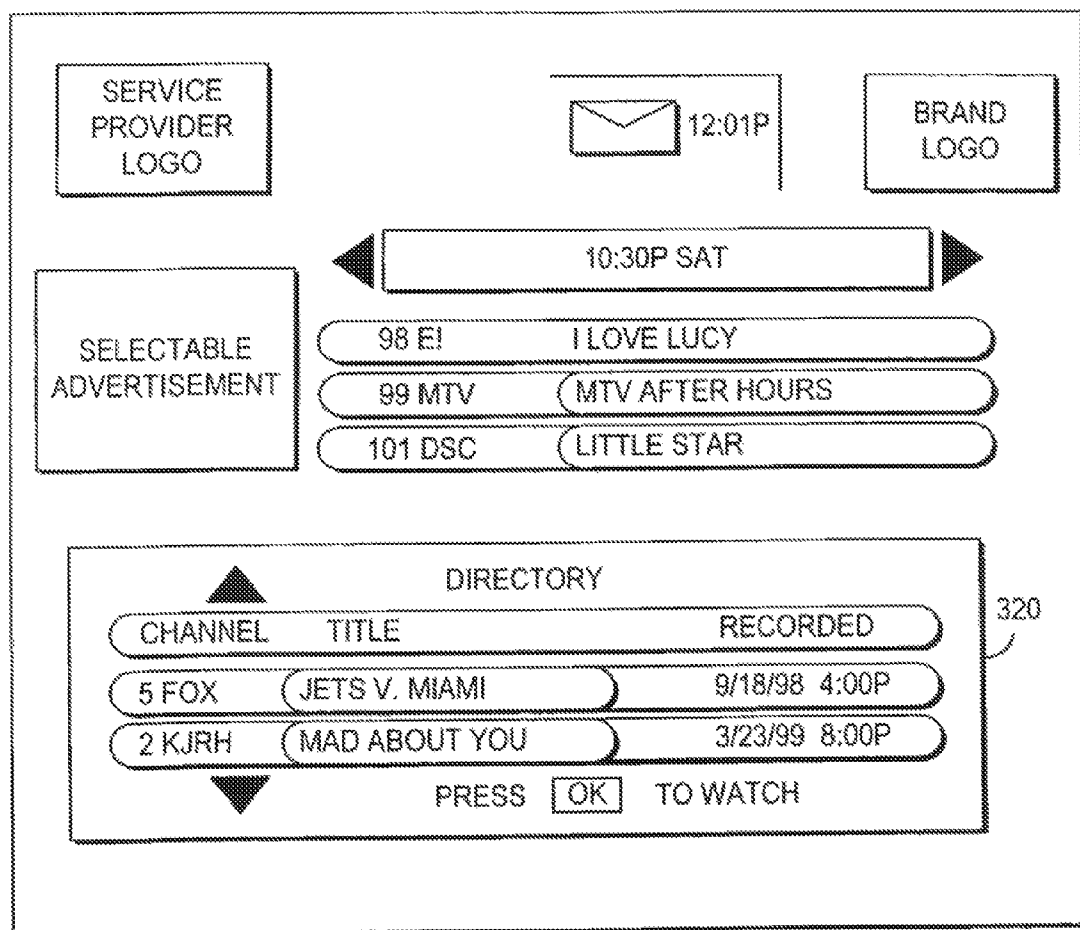 SERVICE
PROVIDER
LOGO
12:01P
BRAND
LOGO
10:30P SAT
SELECTABLE
ADVERTISEMENT
98 E! I LOVE LUCY
99 MTV MTV AFTER HOURS
101 DSC LITTLE STAR
DIRECTORY
320
CHANNEL TITLE RECORDED
5 FOX JETS V. MIAMI 9/18/98 4:00P
2 KJRH MAD ABOUT YOU 3/23/99 8:00P
PRESS OK TO WATCH